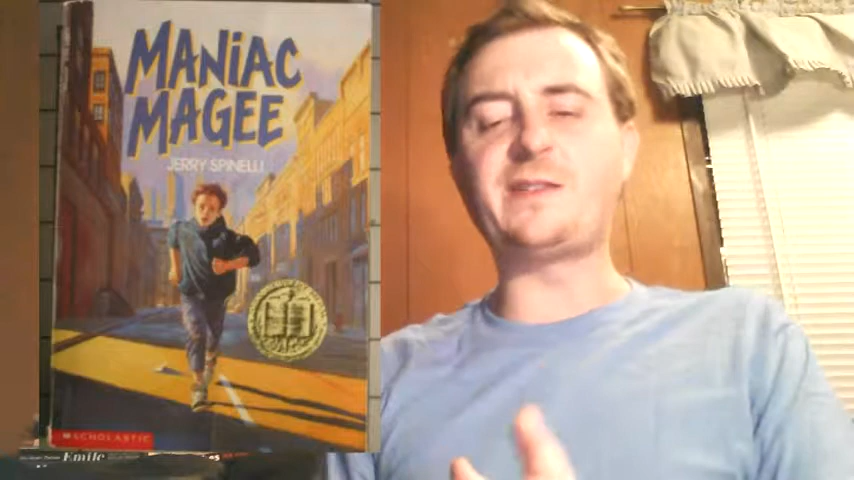 MANiAC
MAGEE
JERRY SPINELLI
SCHOLASTIC
Emile